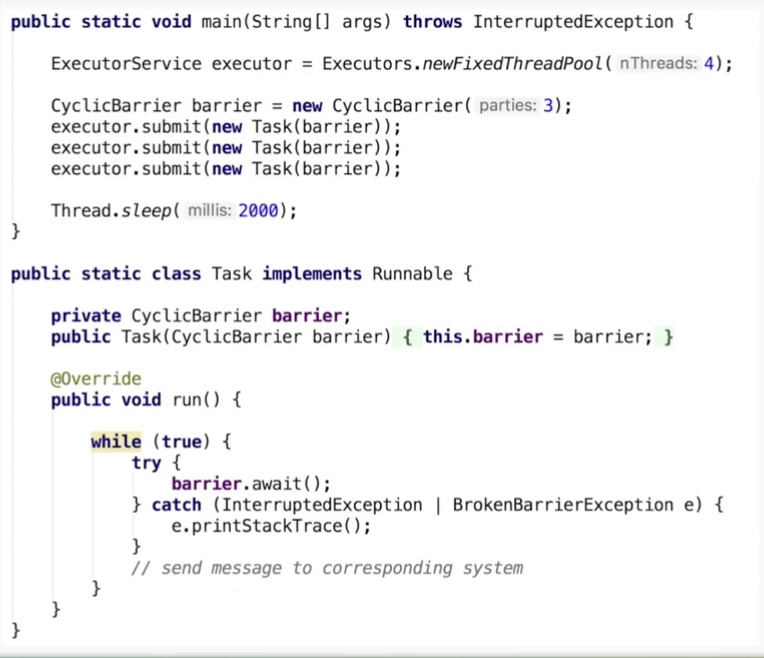 public static void main(String[] args) throws InterruptedException {
ExecutorService executor = Executors.newFixedThreadPool( nThreads: 4);
CyclicBarrier barrier = new CyclicBarrier( parties: 3);
executor.submit(new Task(barrier));
executor.submit(new Task(barrier));
executor.submit(new Task(barrier));
Thread.sleep( millis: 2000);
}
public static class Task implements Runnable {
private CyclicBarrier barrier;
public Task(CyclicBarrier barrier) { this.barrier = barrier; }
@Override
public void run() {
while (true) {
try {
barrier.await();
} catch (InterruptedException | BrokenBarrierException e) {
e.printStackTrace();
}
// send message to corresponding system
}
}
}